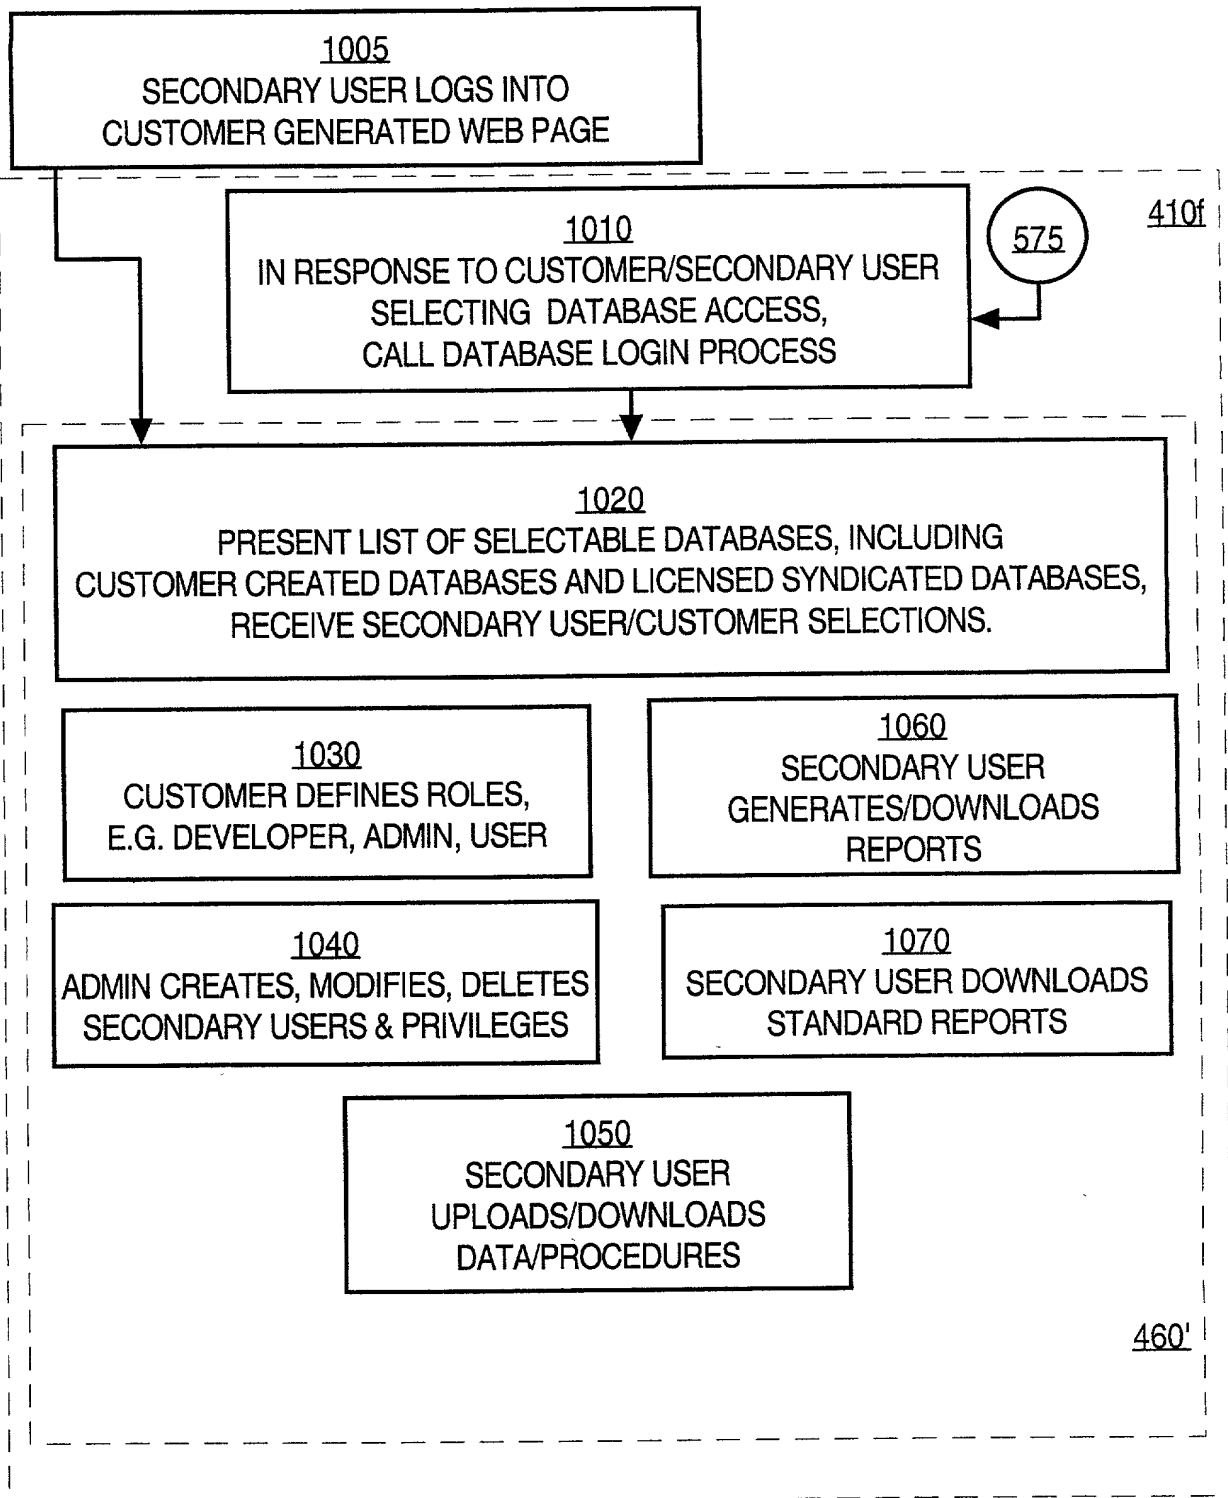 1005
SECONDARY USER LOGS INTO
CUSTOMER GENERATED WEB PAGE
410f
1010
IN RESPONSE TO CUSTOMER/SECONDARY USER
SELECTING DATABASE ACCESS,
CALL DATABASE LOGIN PROCESS
575
1020
PRESENT LIST OF SELECTABLE DATABASES, INCLUDING
CUSTOMER CREATED DATABASES AND LICENSED SYNDICATED DATABASES,
RECEIVE SECONDARY USER/CUSTOMER SELECTIONS.
1030
CUSTOMER DEFINES ROLES,
E.G. DEVELOPER, ADMIN, USER
1060
SECONDARY USER
GENERATES/DOWNLOADS
REPORTS
1040
ADMIN CREATES, MODIFIES, DELETES
SECONDARY USERS & PRIVILEGES
1070
SECONDARY USER DOWNLOADS
STANDARD REPORTS
1050
SECONDARY USER
UPLOADS/DOWNLOADS
DATA/PROCEDURES
460'